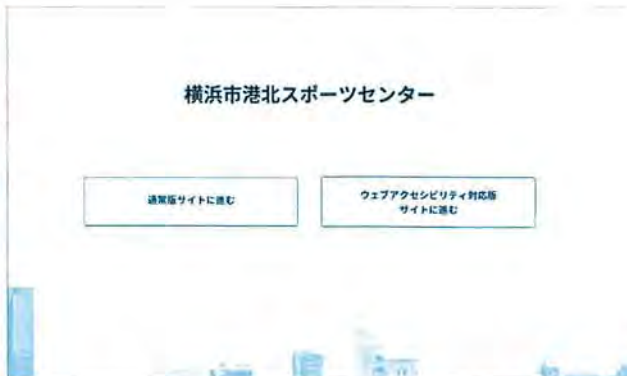 横浜市港北スポーツセンター
通常版サイトに進む
ウェブアクセシビリティ対応版
サイトに進む